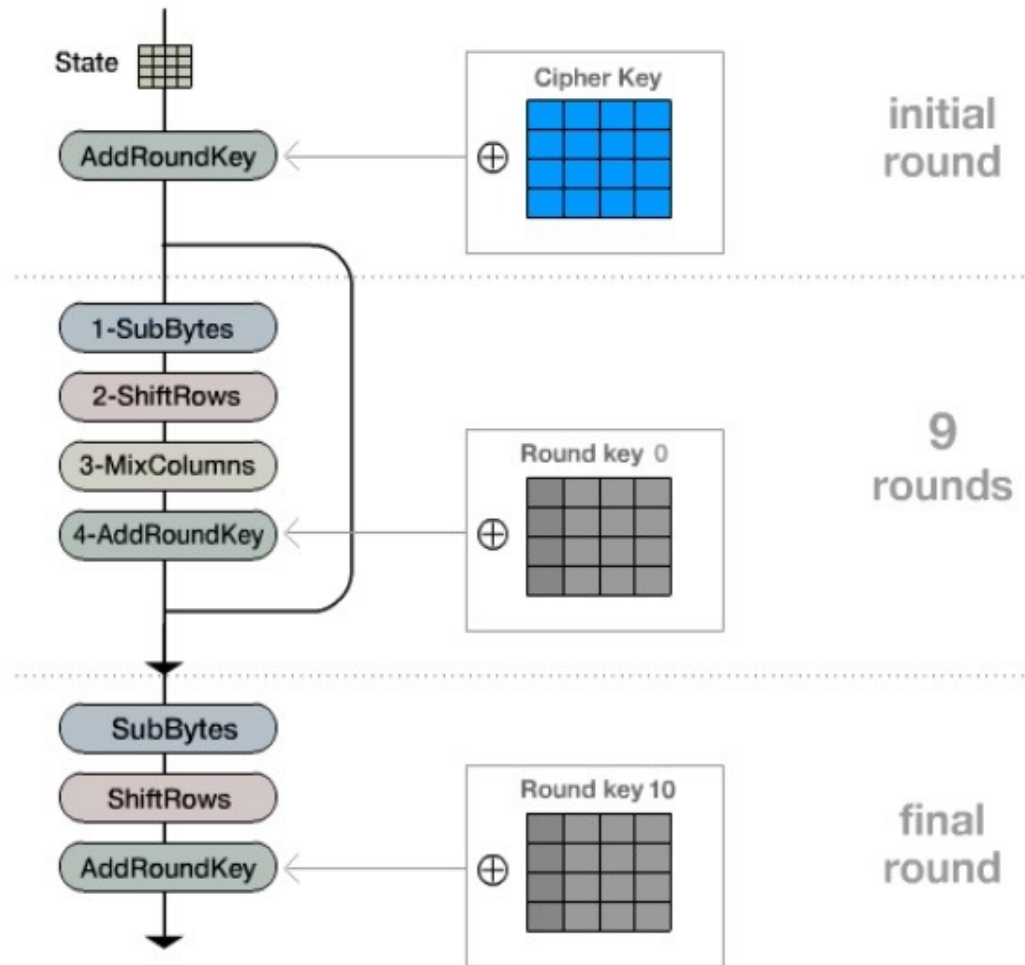 State
Cipher Key
AddRoundKey
⊕
initial
round
1-SubBytes
2-ShiftRows
3-MixColumns
4-AddRoundKey
Round key 0
⊕
9
rounds
SubBytes
ShiftRows
AddRoundKey
Round key 10
⊕
final
round